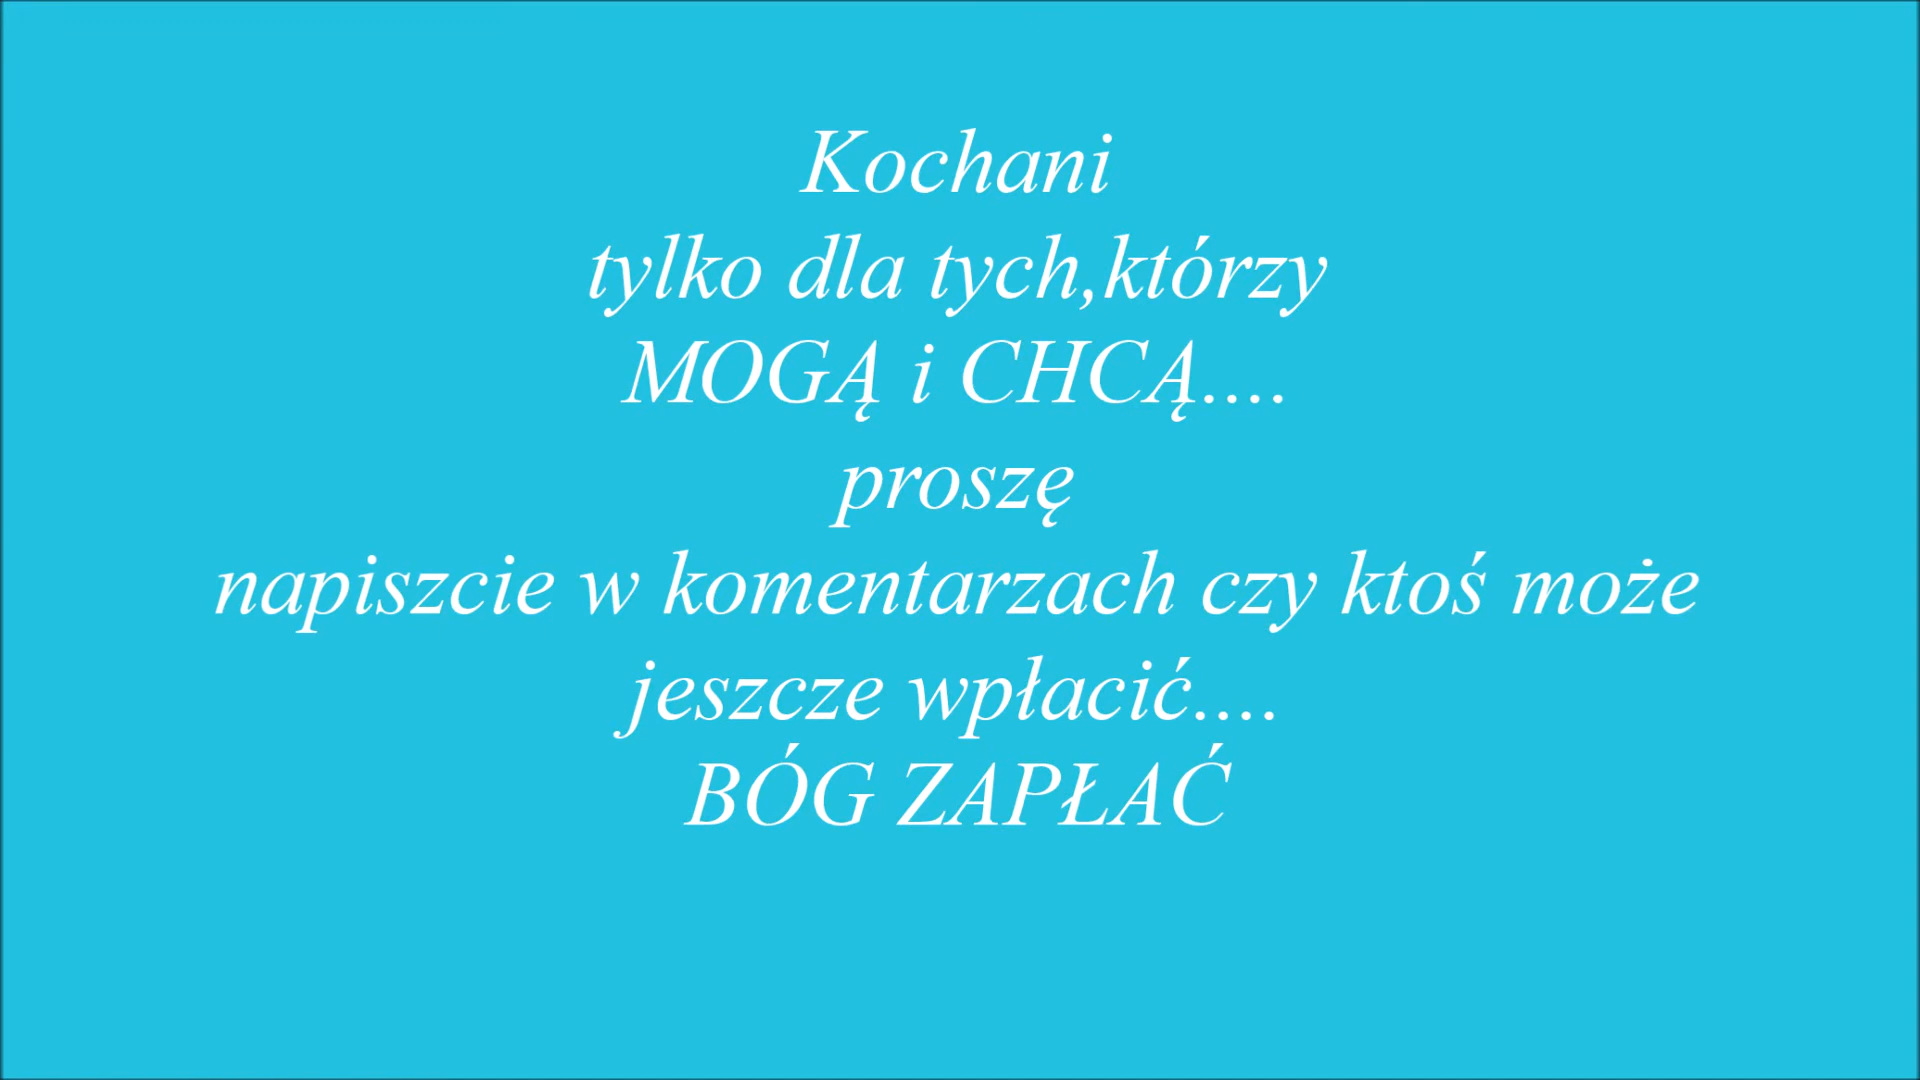 Kochani
tylko dla tych,którzy
MOGĄ i CHCĄ....
proszę
napiszcie w komentarzach czy ktoś może
jeszcze wpłacić....
BÓG ZAPŁAĆ